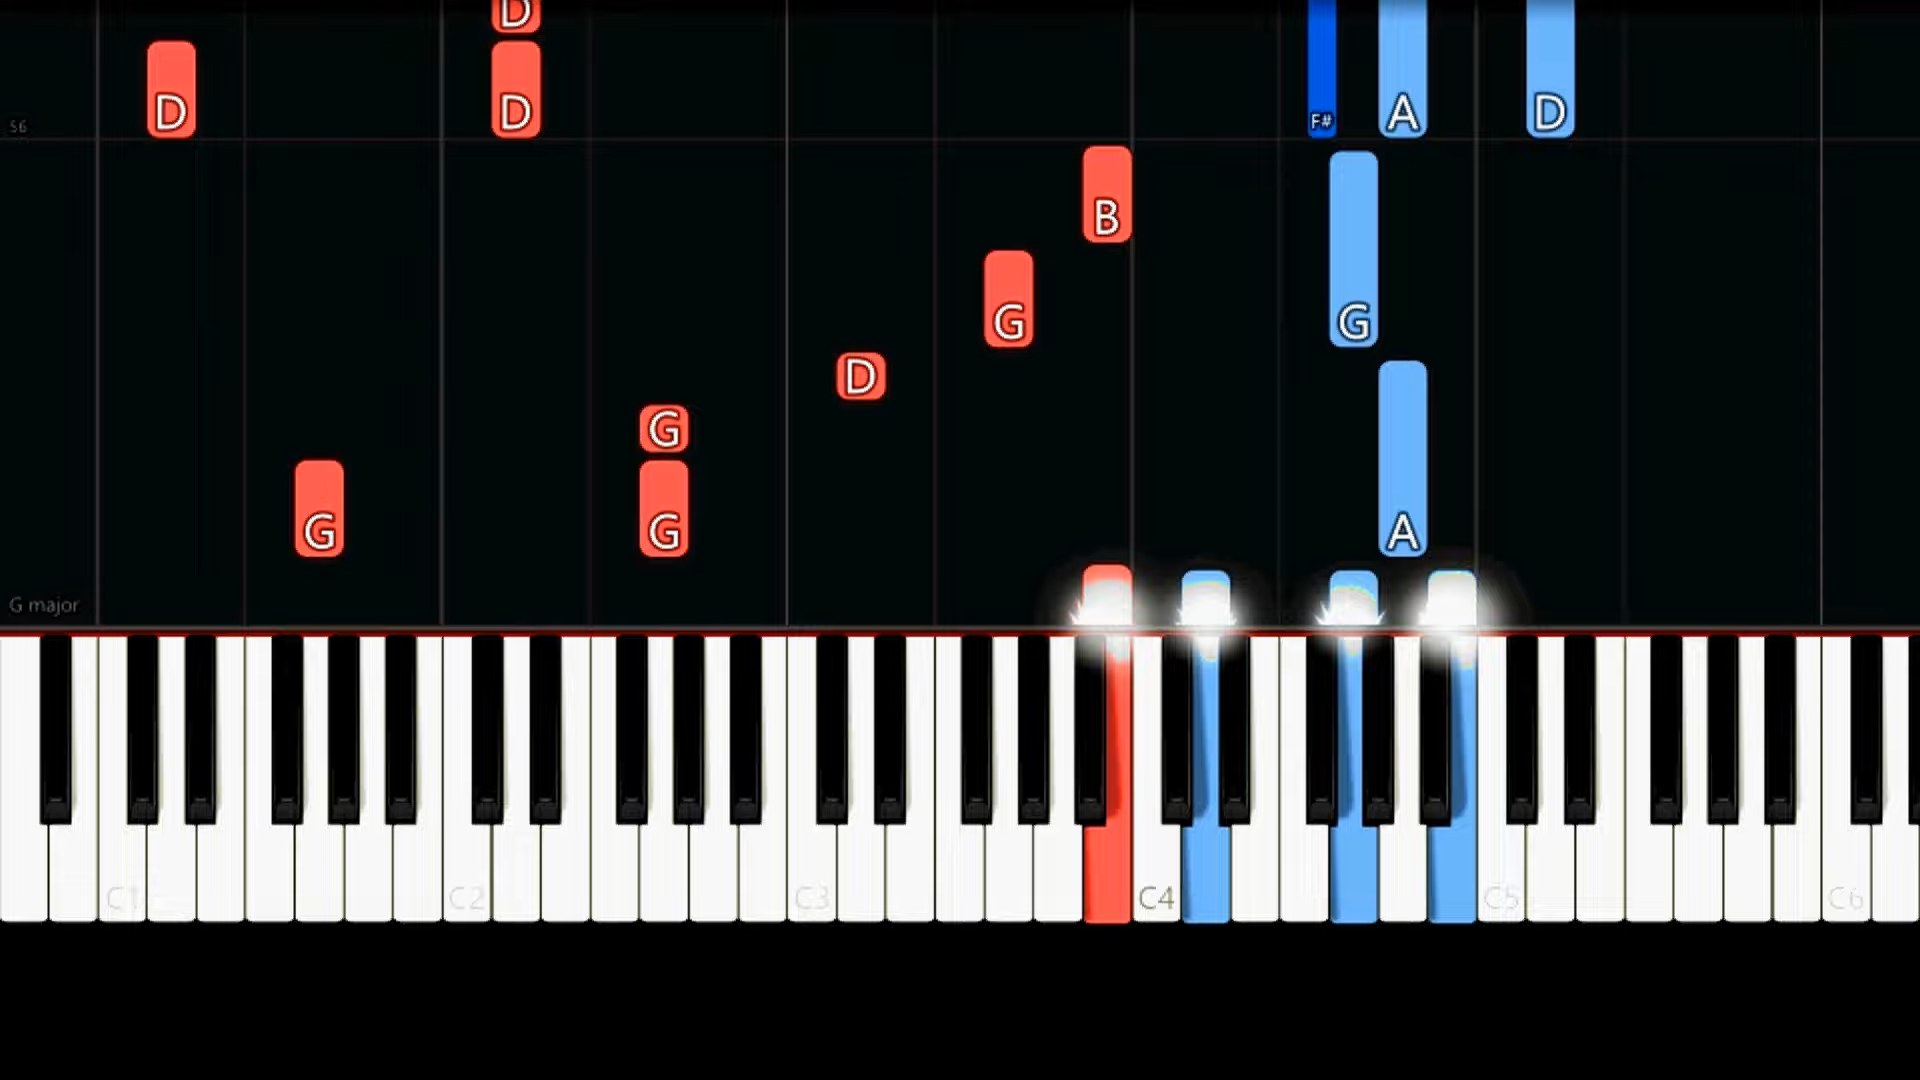 D
D D F# A D
56
B
G G
D
G
G G A
G major
C1 C2 C3 C4 C5 C6